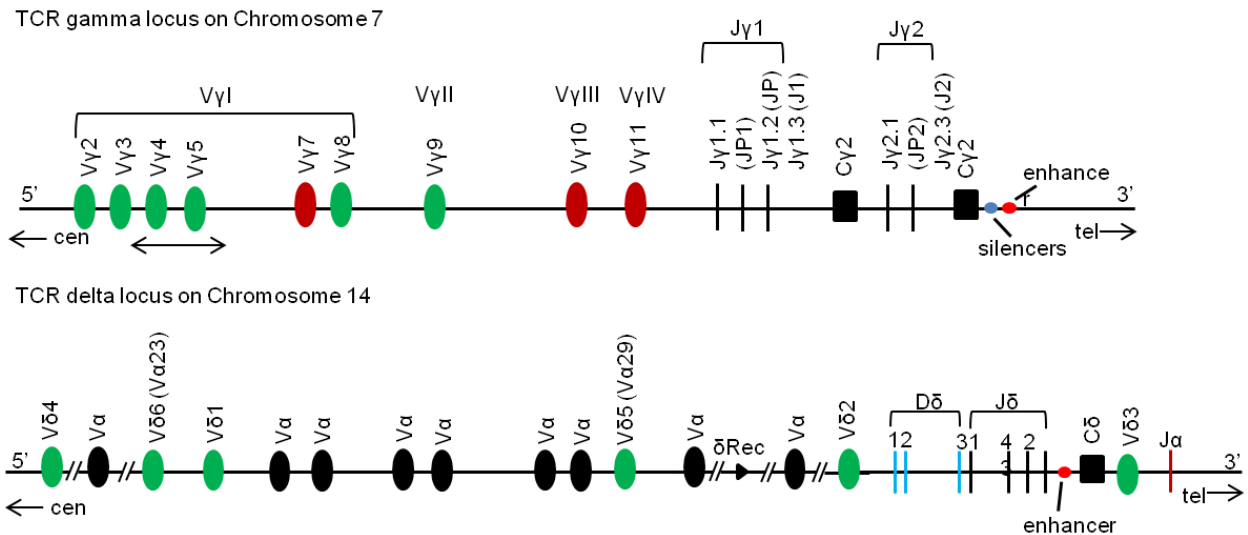 TCR gamma locus on Chromosome 7
Jγ1
Jγ2
VγI
VγII
VγIII
VγIV
Vγ2
Vγ3
Vγ4
Vγ5
Vγ7
Vγ8
Vγ9
Vγ10
Vγ11
Jγ1.1
(JP1)
Jγ1.2 (JP)
Jγ1.3 (J1)
Cγ2
Jγ2.1
(JP2)
Jγ2.3 (J2)
Cγ2
enhance
r
5’
3’
cen
tel
silencers
TCR delta locus on Chromosome 14
Vδ4
Vα
Vδ6 (Vα23)
Vδ1
Vα
Vα
Vα
Vα
Vα
Vα
Vδ5 (Vα29)
Vα
δRec
Vα
Vδ2
Dδ
12
3
Jδ
1
4
3
2
Cδ
Vδ3
Jα
5’
3’
cen
tel
enhancer